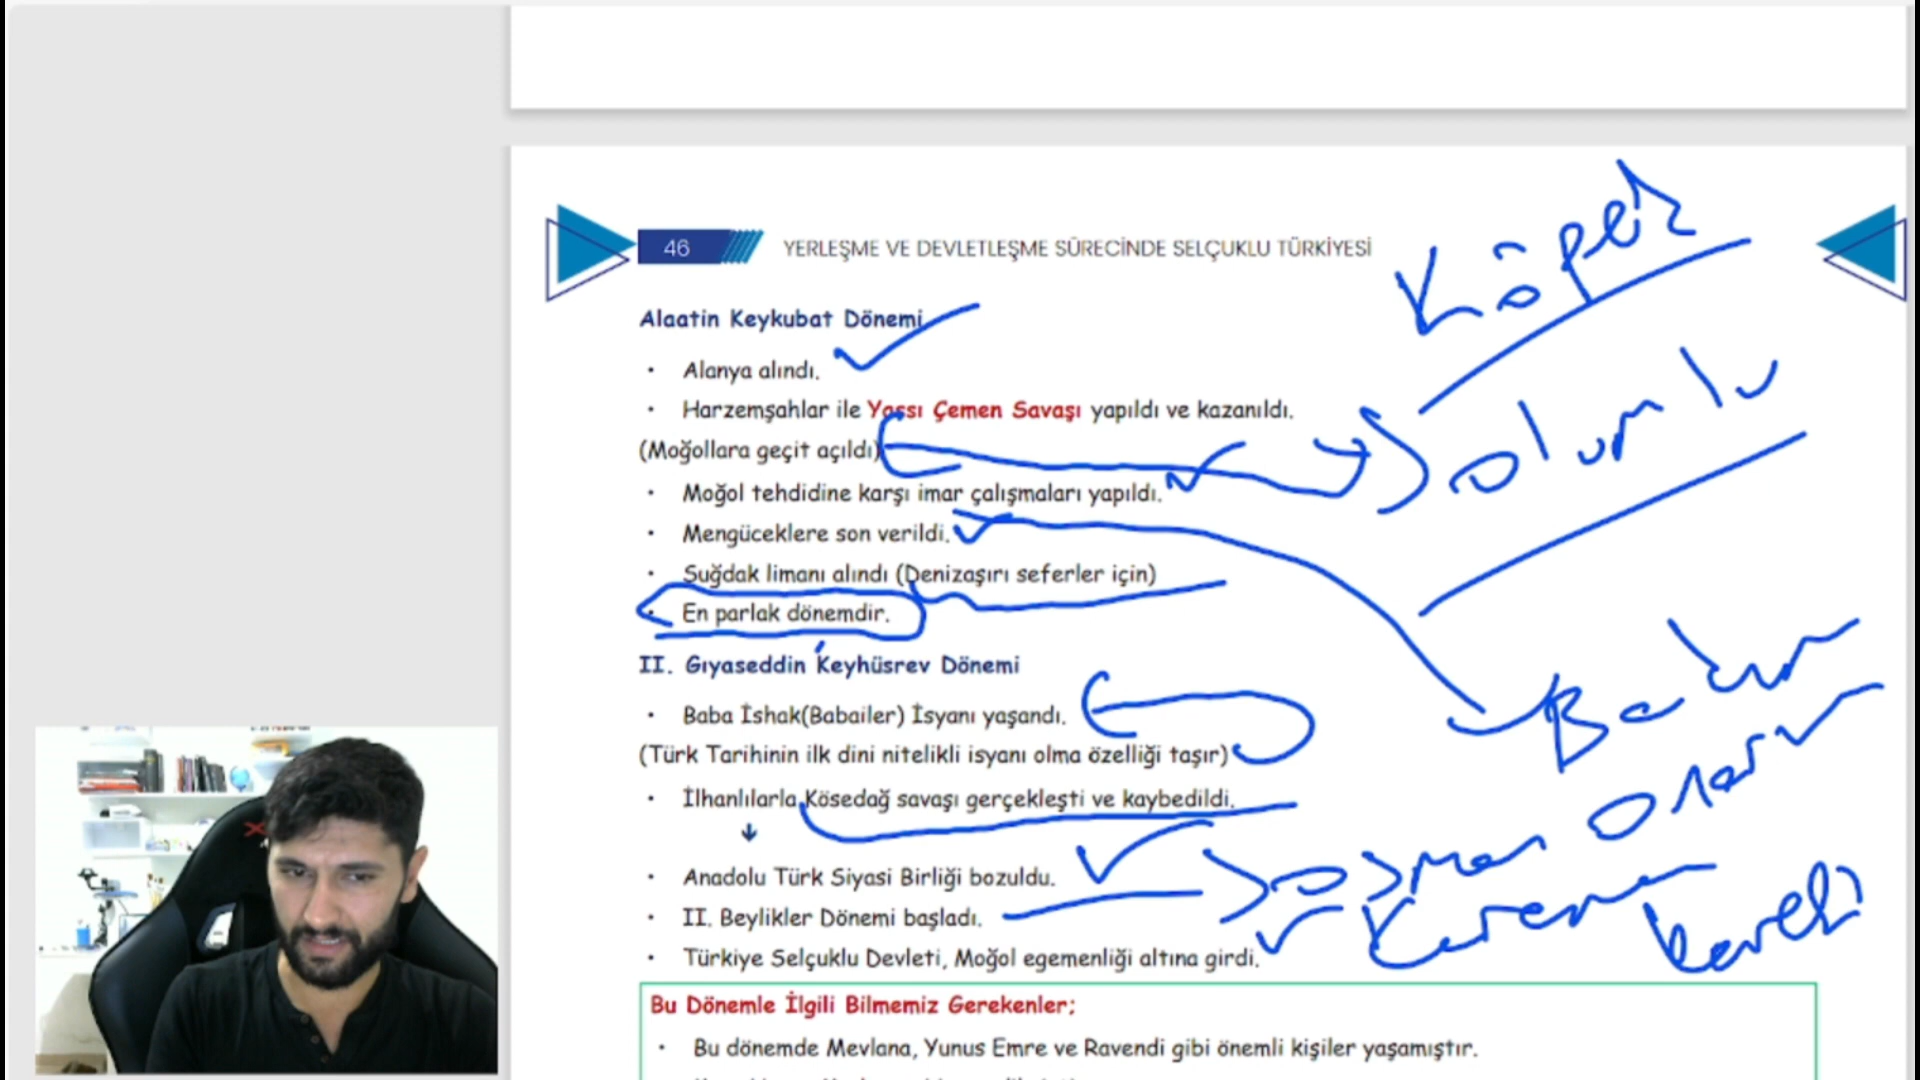 46 YERLEŞME VE DEVLETLEŞME SÜRECİNDE SELÇUKLU TÜRKİYESİ
Köpek
Alaatin Keykubat Dönemi
• Alanya alındı.
• Harzemşahlar ile Yassı Çemen Savaşı yapıldı ve kazanıldı.
(Moğollara geçit açıldı)
olumlu
• Moğol tehdidine karşı imar çalışmaları yapıldı.
• Mengüceklere son verildi.
• Suğdak limanı alındı (Denizaşırı seferler için)
• En parlak dönemdir.
II. Gıyaseddin Keyhüsrev Dönemi
• Baba İshak(Babailer) İsyanı yaşandı.
(Türk Tarihinin ilk dini nitelikli isyanı olma özelliği taşır)
• İlhanlılarla Kösedağ savaşı gerçekleşti ve kaybedildi.
• Anadolu Türk Siyasi Birliği bozuldu.
• II. Beylikler Dönemi başladı.
• Türkiye Selçuklu Devleti, Moğol egemenliği altına girdi.
Bu Dönemle İlgili Bilmemiz Gerekenler;
• Bu dönemde Mevlana, Yunus Emre ve Ravendi gibi önemli kişiler yaşamıştır.